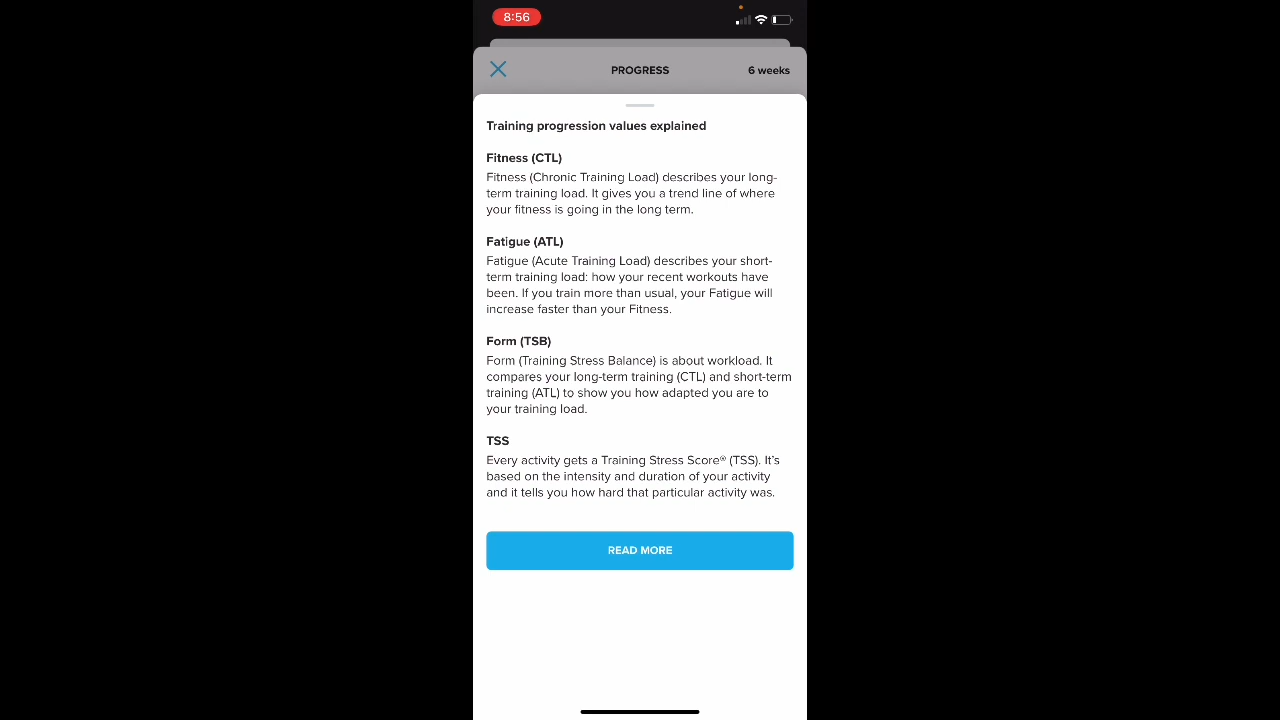 8:56
PROGRESS
6 weeks
Training progression values explained
Fitness (CTL)
Fitness (Chronic Training Load) describes your long-
term training load. It gives you a trend line of where
your fitness is going in the long term.
Fatigue (ATL)
Fatigue (Acute Training Load) describes your short-
term training load: how your recent workouts have
been. If you train more than usual, your Fatigue will
increase faster than your Fitness.
Form (TSB)
Form (Training Stress Balance) is about workload. It
compares your long-term training (CTL) and short-term
training (ATL) to show you how adapted you are to
your training load.
TSS
Every activity gets a Training Stress Score® (TSS). It’s
based on the intensity and duration of your activity
and it tells you how hard that particular activity was.
READ MORE